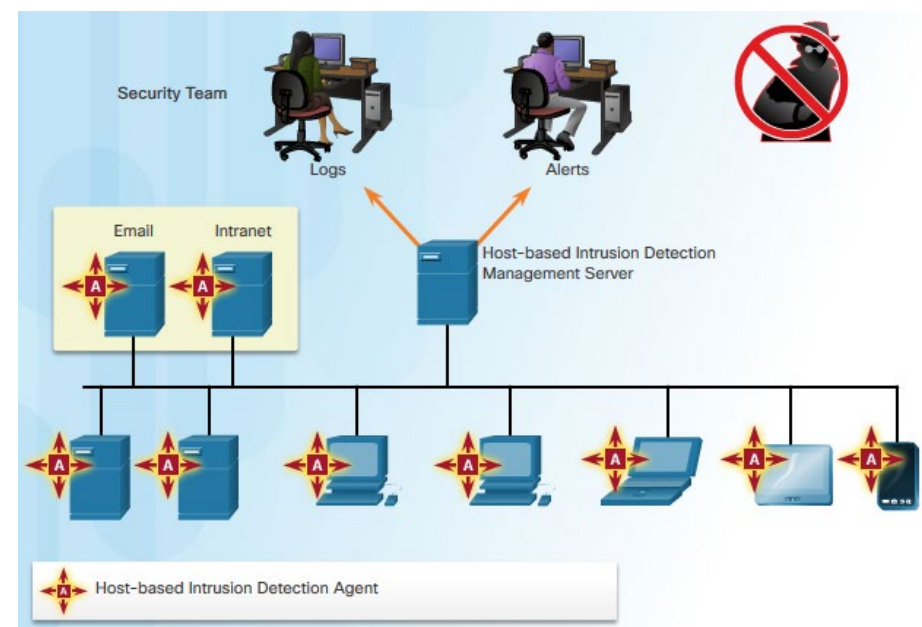 Security Team
Logs
Alerts
Email
Intranet
Host-based Intrusion Detection
Management Server
A
A
A
A
A
A
A
A
A
A
Host-based Intrusion Detection Agent